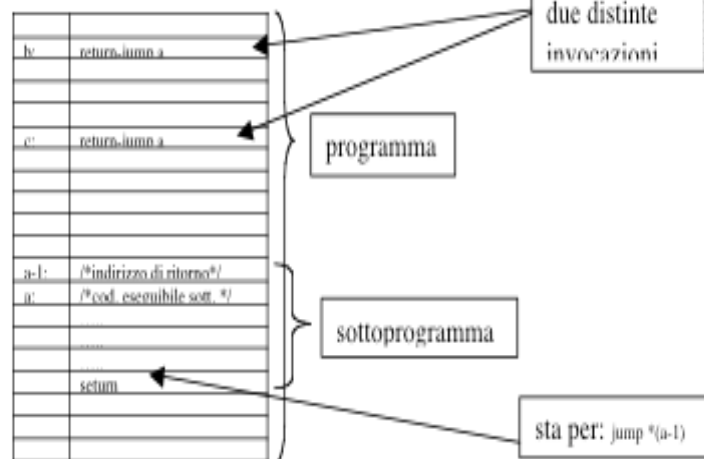 due distinte
invocazioni
b: return-jump a
c: return-jump a
programma
a-1: /*indirizzo di ritorno*/
a: /*cod. eseguibile sott. */
.....
.....
.....
sottoprogramma
seturn
sta per: jump *(a-1)